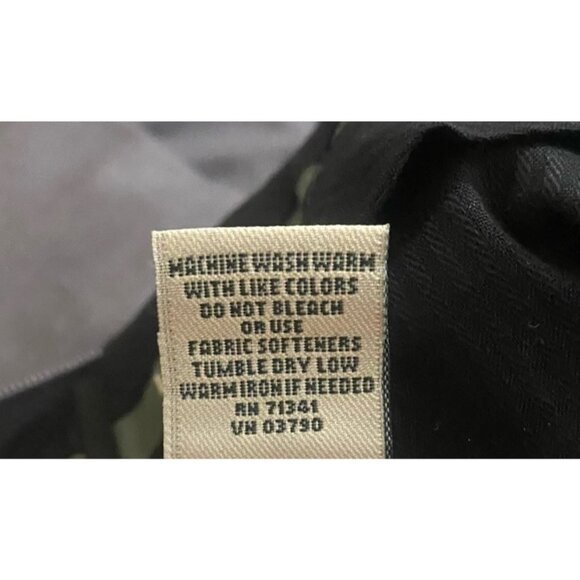 MACHINE WASH WARM
WITH LIKE COLORS
DO NOT BLEACH
OR USE
FABRIC SOFTENERS
TUMBLE DRY LOW
WARM IRON IF NEEDED
RN 71341
VN 03790